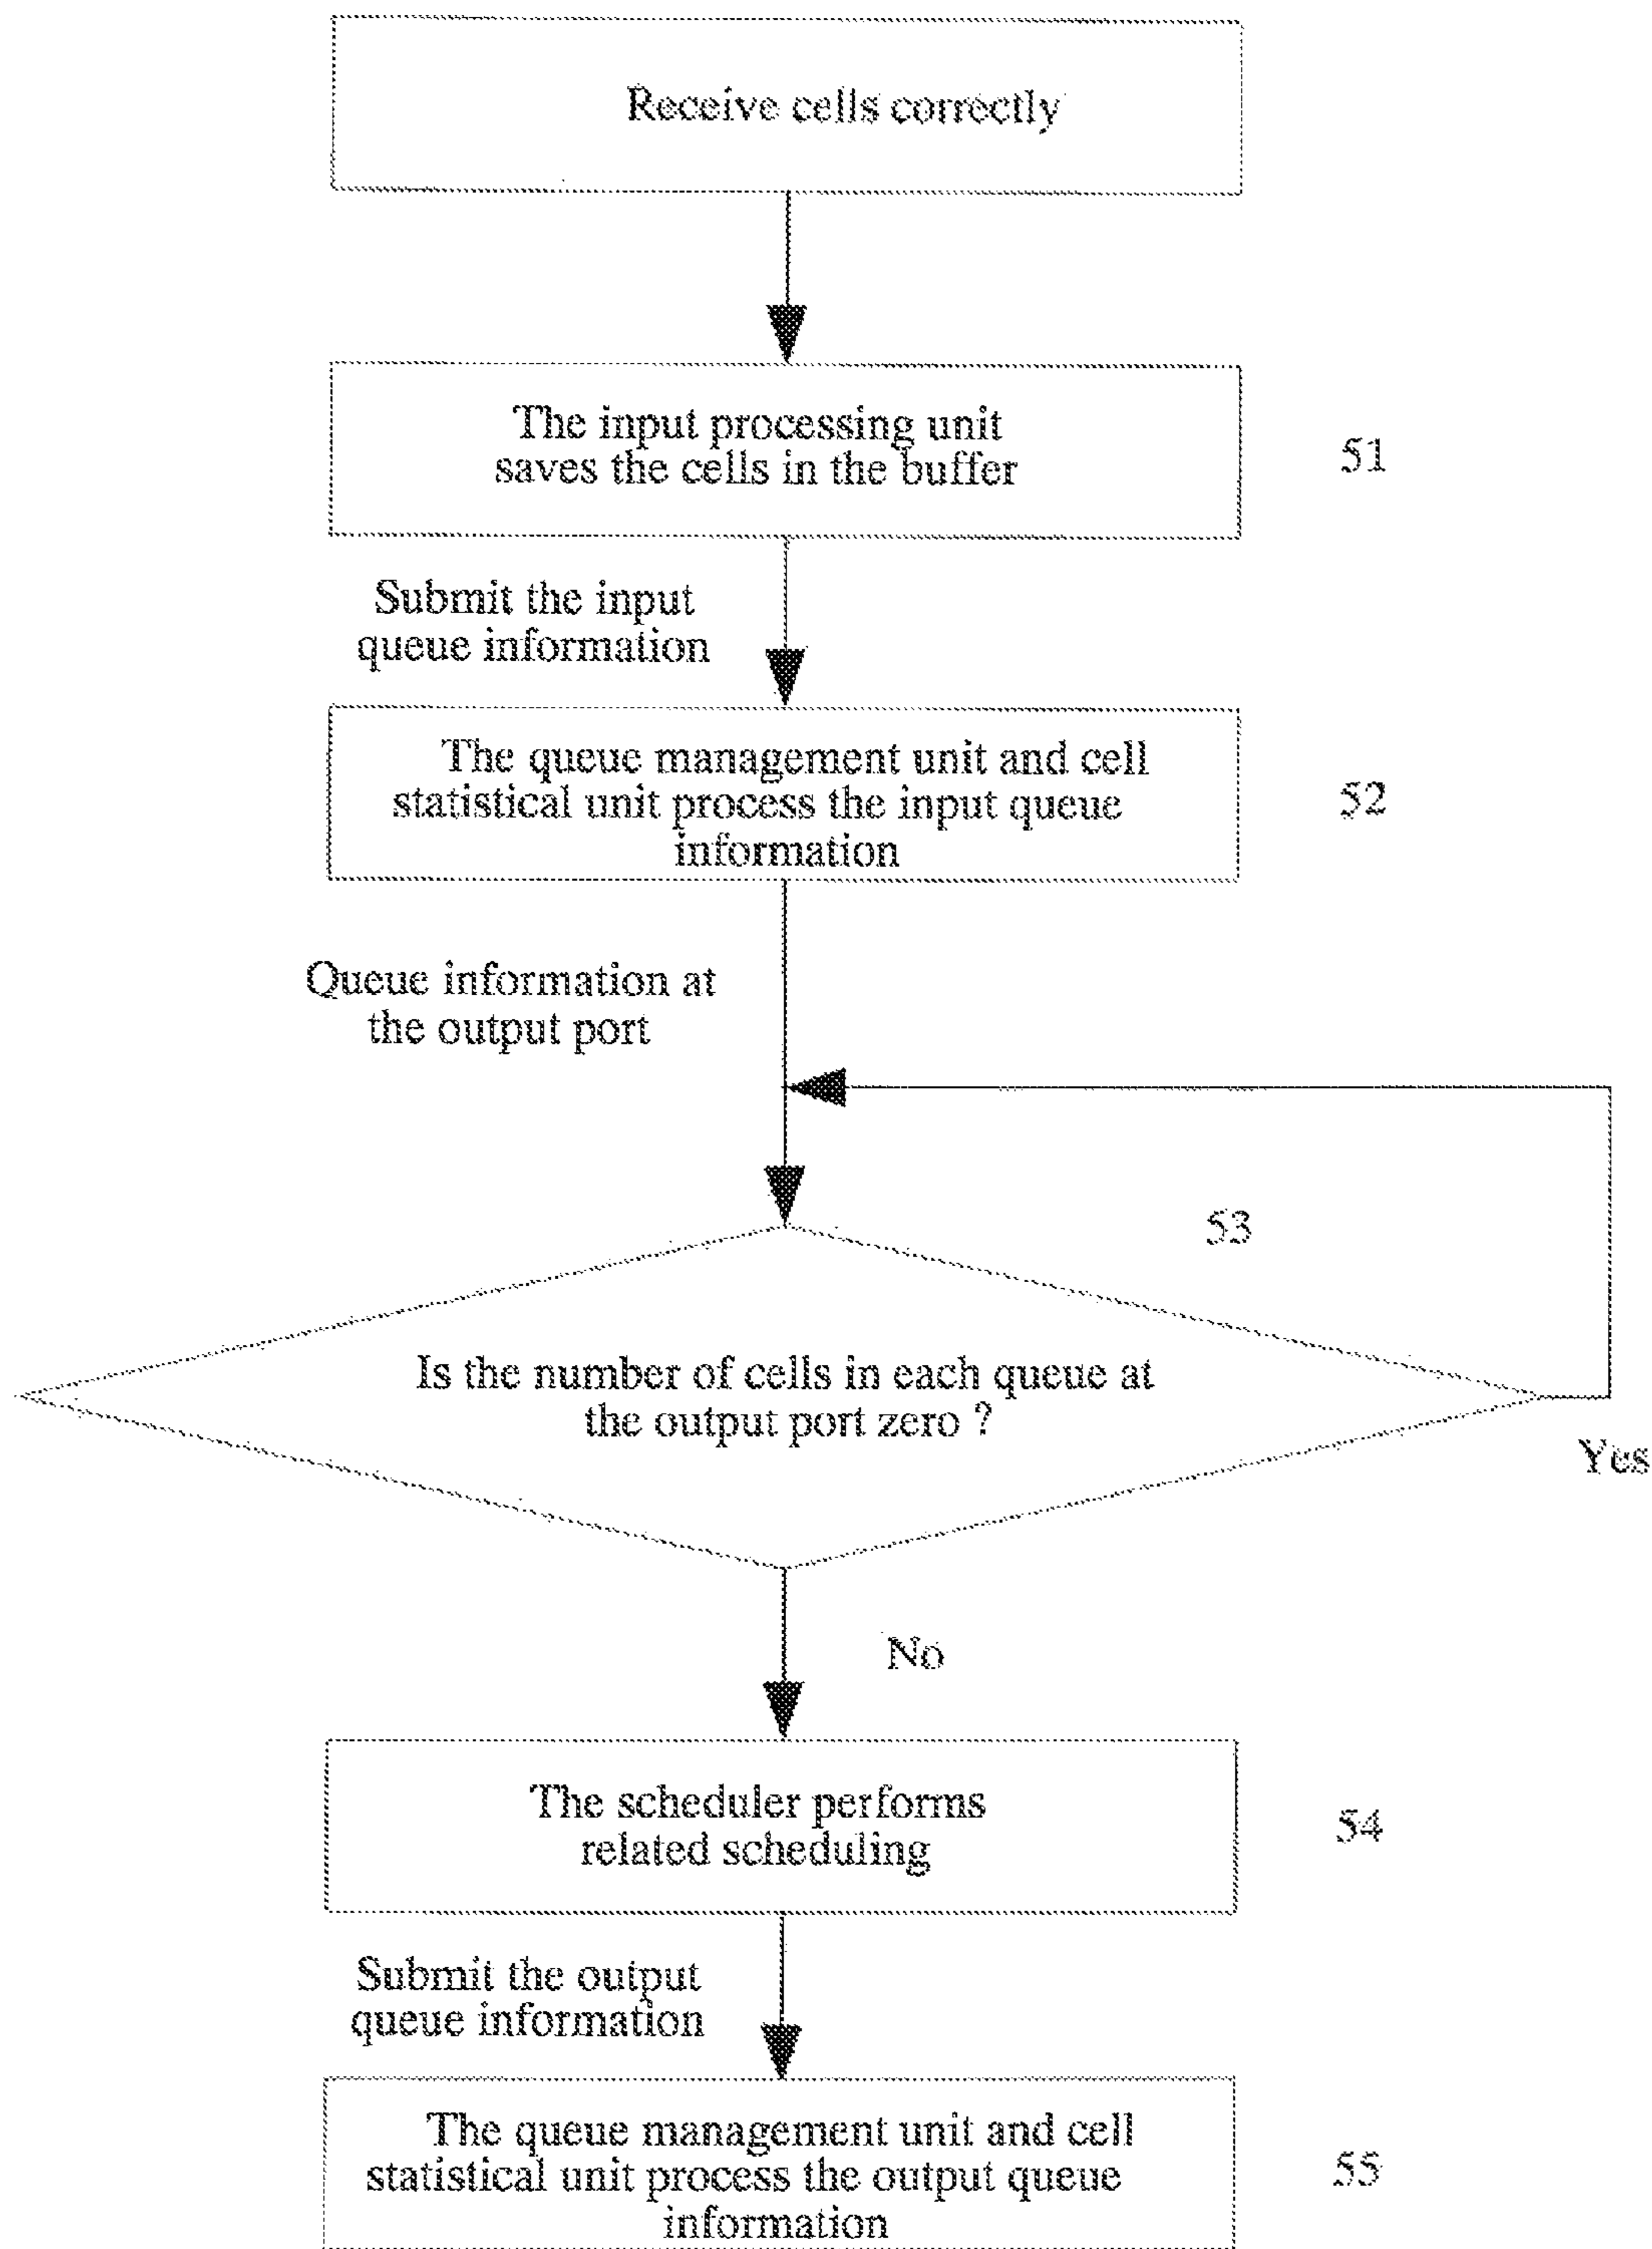 Receive cells correctly
The input processing unit
saves the cells in the buffer
51
Submit the input
queue information
The queue management unit and cell
statistical unit process the input queue
information
52
Queue information at
the output port
53
Is the number of cells in each queue at
the output port zero ?
Yes
No
The scheduler performs
related scheduling
54
Submit the output
queue information
The queue management unit and cell
statistical unit process the output queue
information
55